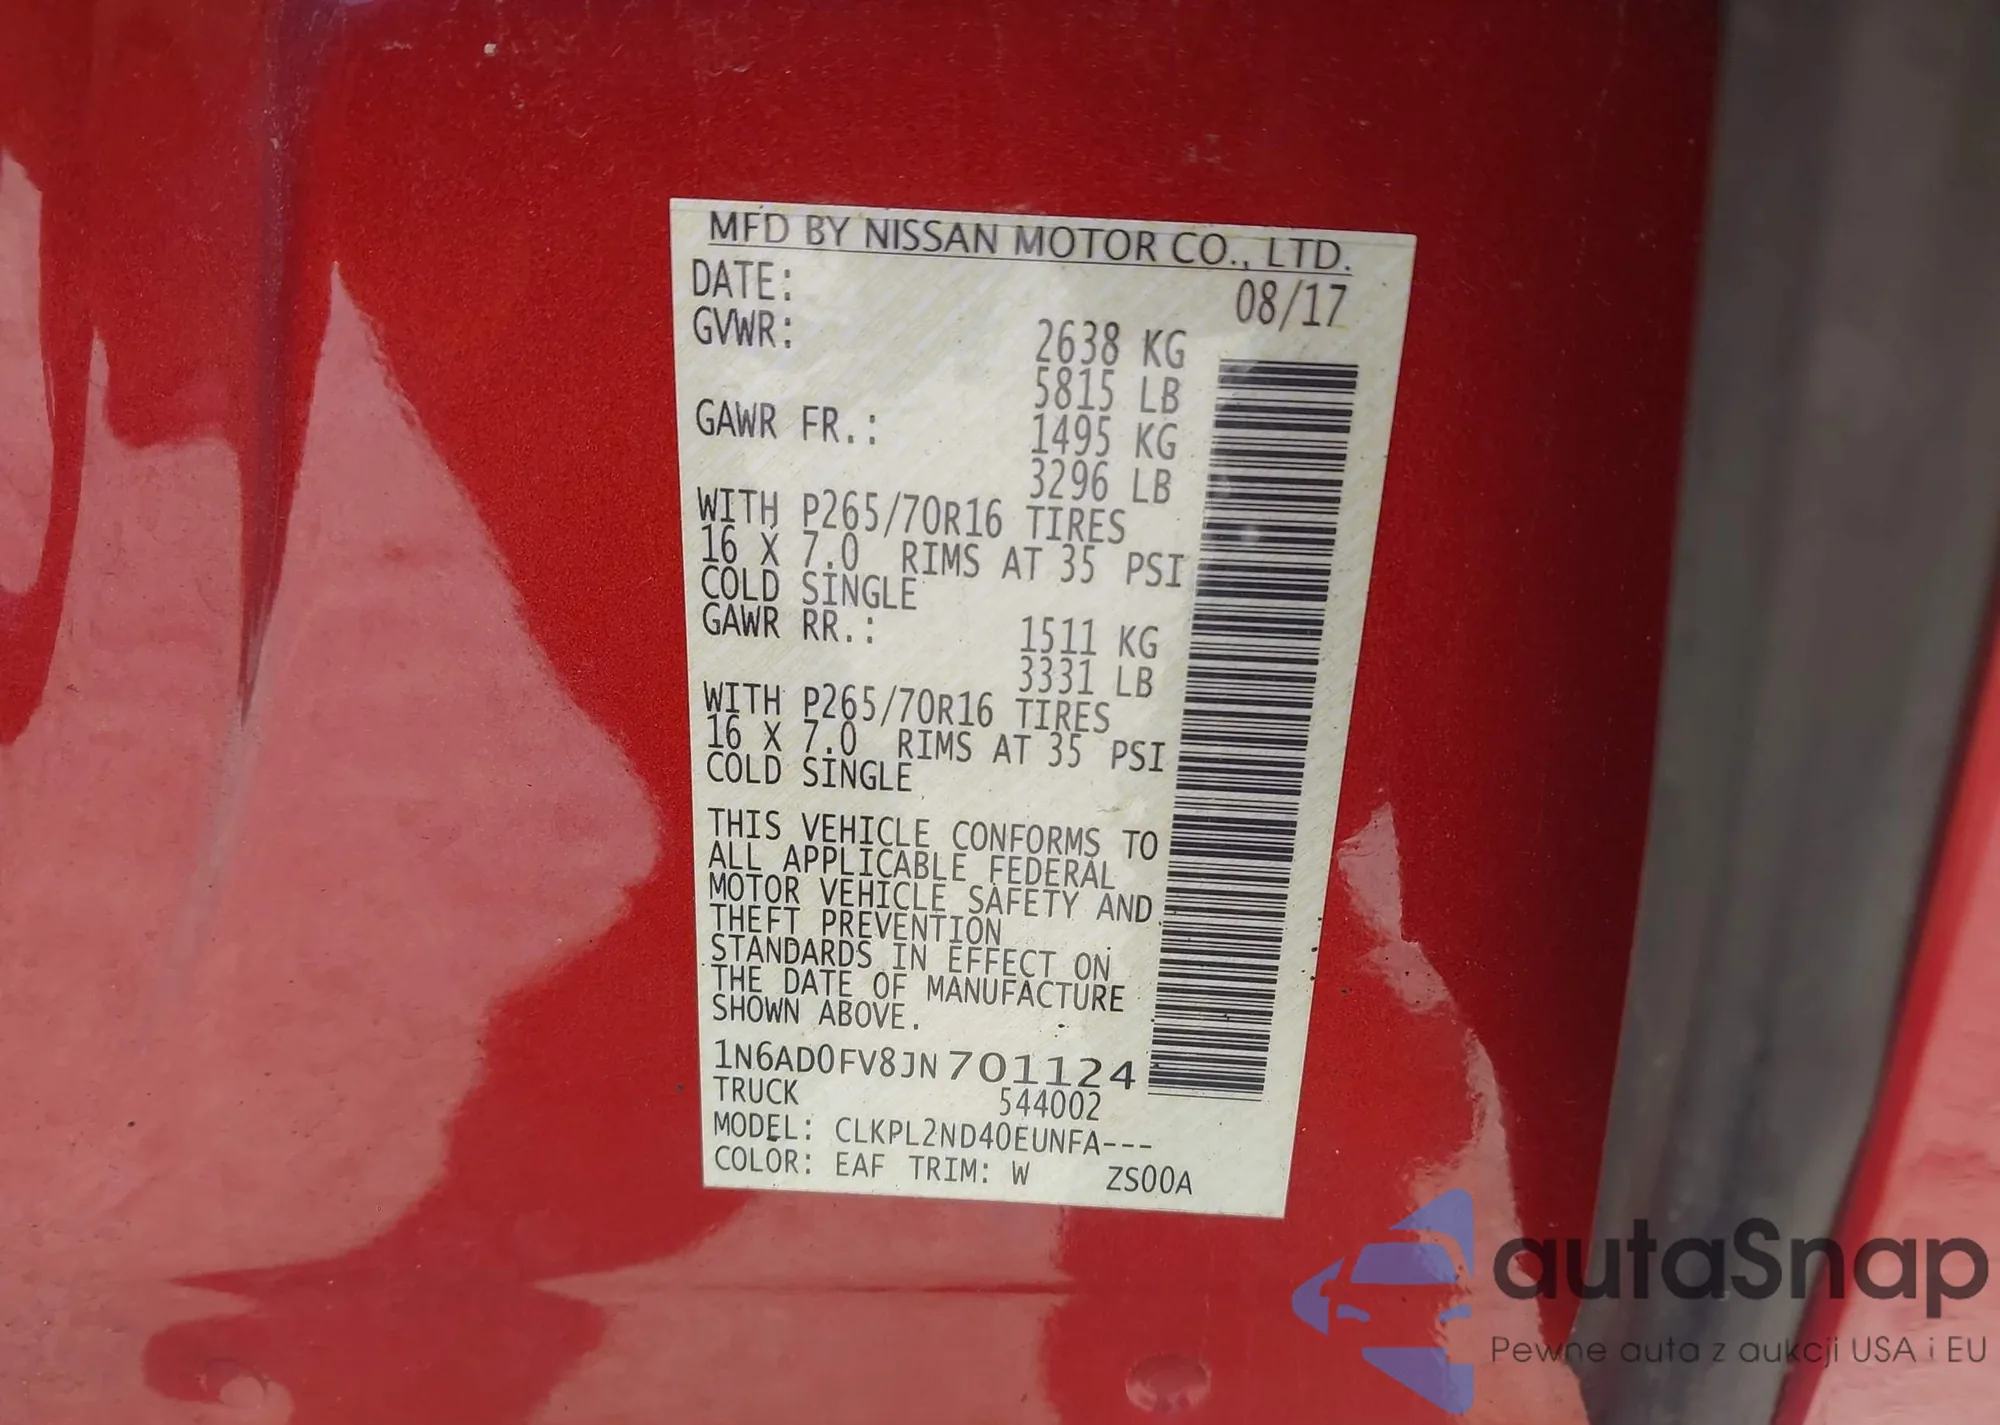 MFD BY NISSAN MOTOR CO., LTD.
DATE: 08/17
GVWR: 2638 KG
5815 LB
GAWR FR.: 1495 KG
3296 LB
WITH P265/70R16 TIRES
16 X 7.0 RIMS AT 35 PSI
COLD SINGLE
GAWR RR.: 1511 KG
3331 LB
WITH P265/70R16 TIRES
16 X 7.0 RIMS AT 35 PSI
COLD SINGLE
THIS VEHICLE CONFORMS TO
ALL APPLICABLE FEDERAL
MOTOR VEHICLE SAFETY AND
THEFT PREVENTION
STANDARDS IN EFFECT ON
THE DATE OF MANUFACTURE
SHOWN ABOVE.
1N6AD0FV8JN701124
TRUCK 544002
MODEL: CLKPL2ND40EUNFA---
COLOR: EAF TRIM: W ZS00A
autaSnap
Pewne auta z aukcji USA i EU